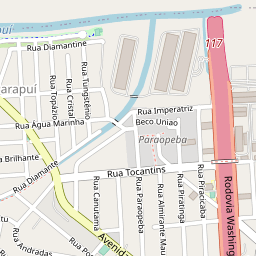 puí
117
Rua Diamantine
arapuí
Rua Topázio
Rua Cristal
Rua Tungstênio
Rua Imperatriz
Beco Uniao
Rua Água Marinha
Paraopeba
Brilhante
Rua Diamante
Rua Tocantins
Rua Canutama
Rua Paraopeba
Rua Almirante Mau
Rua Piratinga
Rua Piracicaba
Rodovia Washing
Rua
Andradas
Avenid